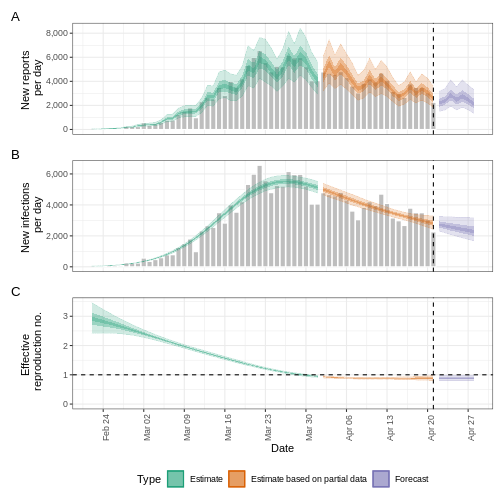 A
New reports
per day
8,000
6,000
4,000
2,000
0
B
New infections
per day
6,000
4,000
2,000
0
C
Effective
reproduction no.
3
2
1
0
Feb 24
Mar 02
Mar 09
Mar 16
Mar 23
Mar 30
Apr 06
Apr 13
Apr 20
Apr 27
Date
Type
Estimate
Estimate based on partial data
Forecast